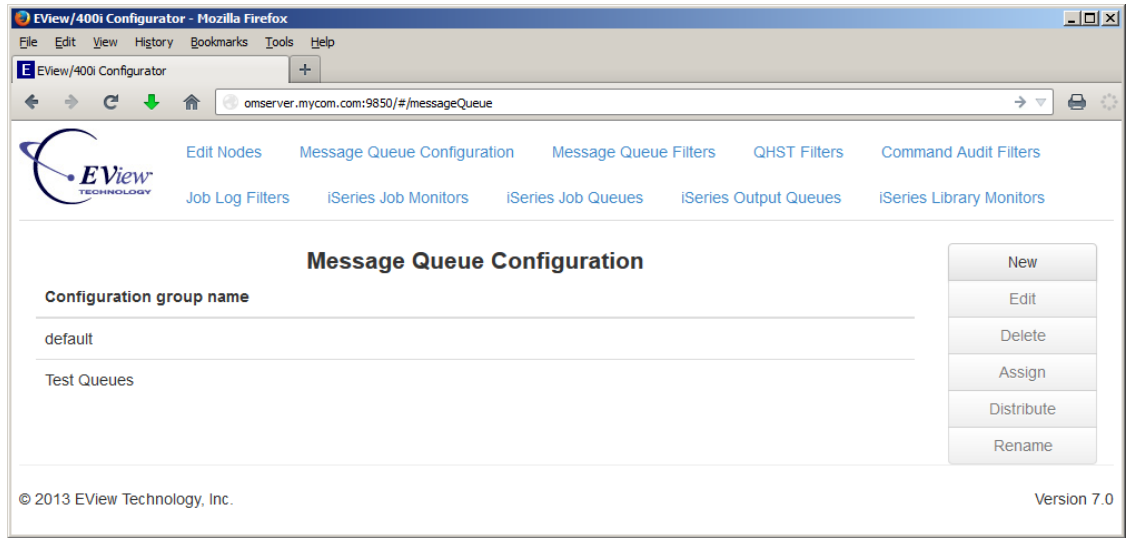 EView/400i Configurator - Mozilla Firefox
File Edit View History Bookmarks Tools Help
E EView/400i Configurator +
omserver.mycom.com:9850/#/messageQueue
EView
TECHNOLOGY
Edit Nodes Message Queue Configuration Message Queue Filters QHST Filters Command Audit Filters
Job Log Filters iSeries Job Monitors iSeries Job Queues iSeries Output Queues iSeries Library Monitors
Message Queue Configuration
Configuration group name
default
Test Queues
New
Edit
Delete
Assign
Distribute
Rename
© 2013 EView Technology, Inc.
Version 7.0